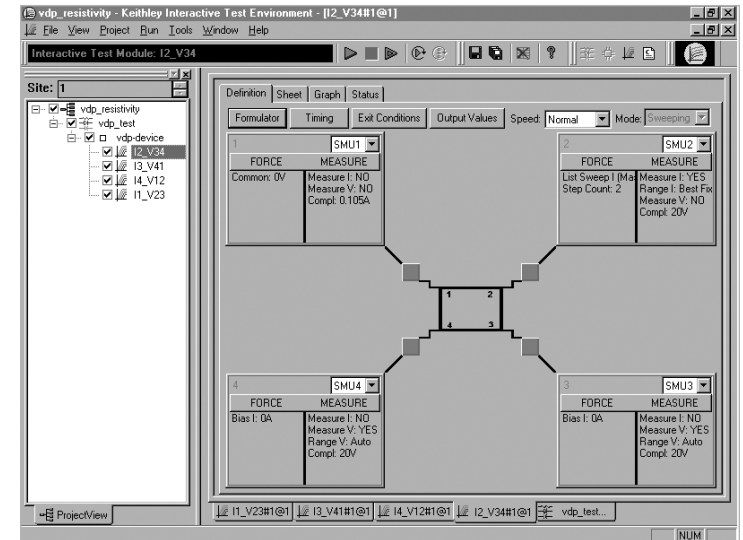 vdp_resistivity - Keithley Interactive Test Environment - [I2_V34#1@1]
File View Project Run Tools Window Help
Interactive Test Module: I2_V34
Site: 1
vdp_resistivity
vdp_test
vdp-device
I2_V34
I3_V41
I4_V12
I1_V23
ProjectView
Definition Sheet Graph Status
Formulator Timing Exit Conditions Output Values Speed: Normal Mode: Sweeping
1 SMU1
FORCE MEASURE
Common: 0V Measure I: NO
Measure V: NO
Compl: 0.105A
2 SMU2
FORCE MEASURE
List Sweep I (Ma Measure I: YES
Step Count: 2 Range I: Best Fix
Measure V: NO
Compl: 20V
1 2
4 3
4 SMU4
FORCE MEASURE
Bias I: 0A Measure I: NO
Measure V: YES
Range V: Auto
Compl: 20V
3 SMU3
FORCE MEASURE
Bias I: 0A Measure I: NO
Measure V: YES
Range V: Auto
Compl: 20V
I1_V23#1@1 I3_V41#1@1 I4_V12#1@1 I2_V34#1@1 vdp_test...
NUM